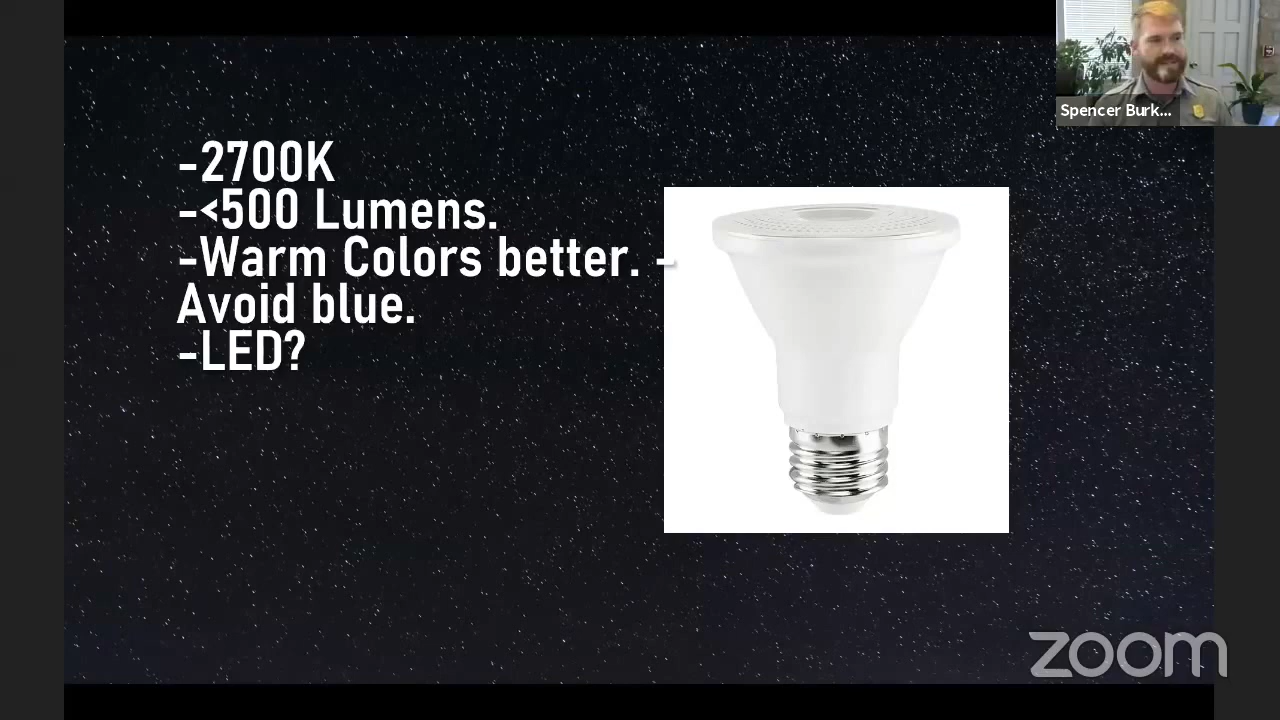 Spencer Burk...
-2700K
-<500 Lumens.
-Warm Colors better. -
Avoid blue.
-LED?
zoom